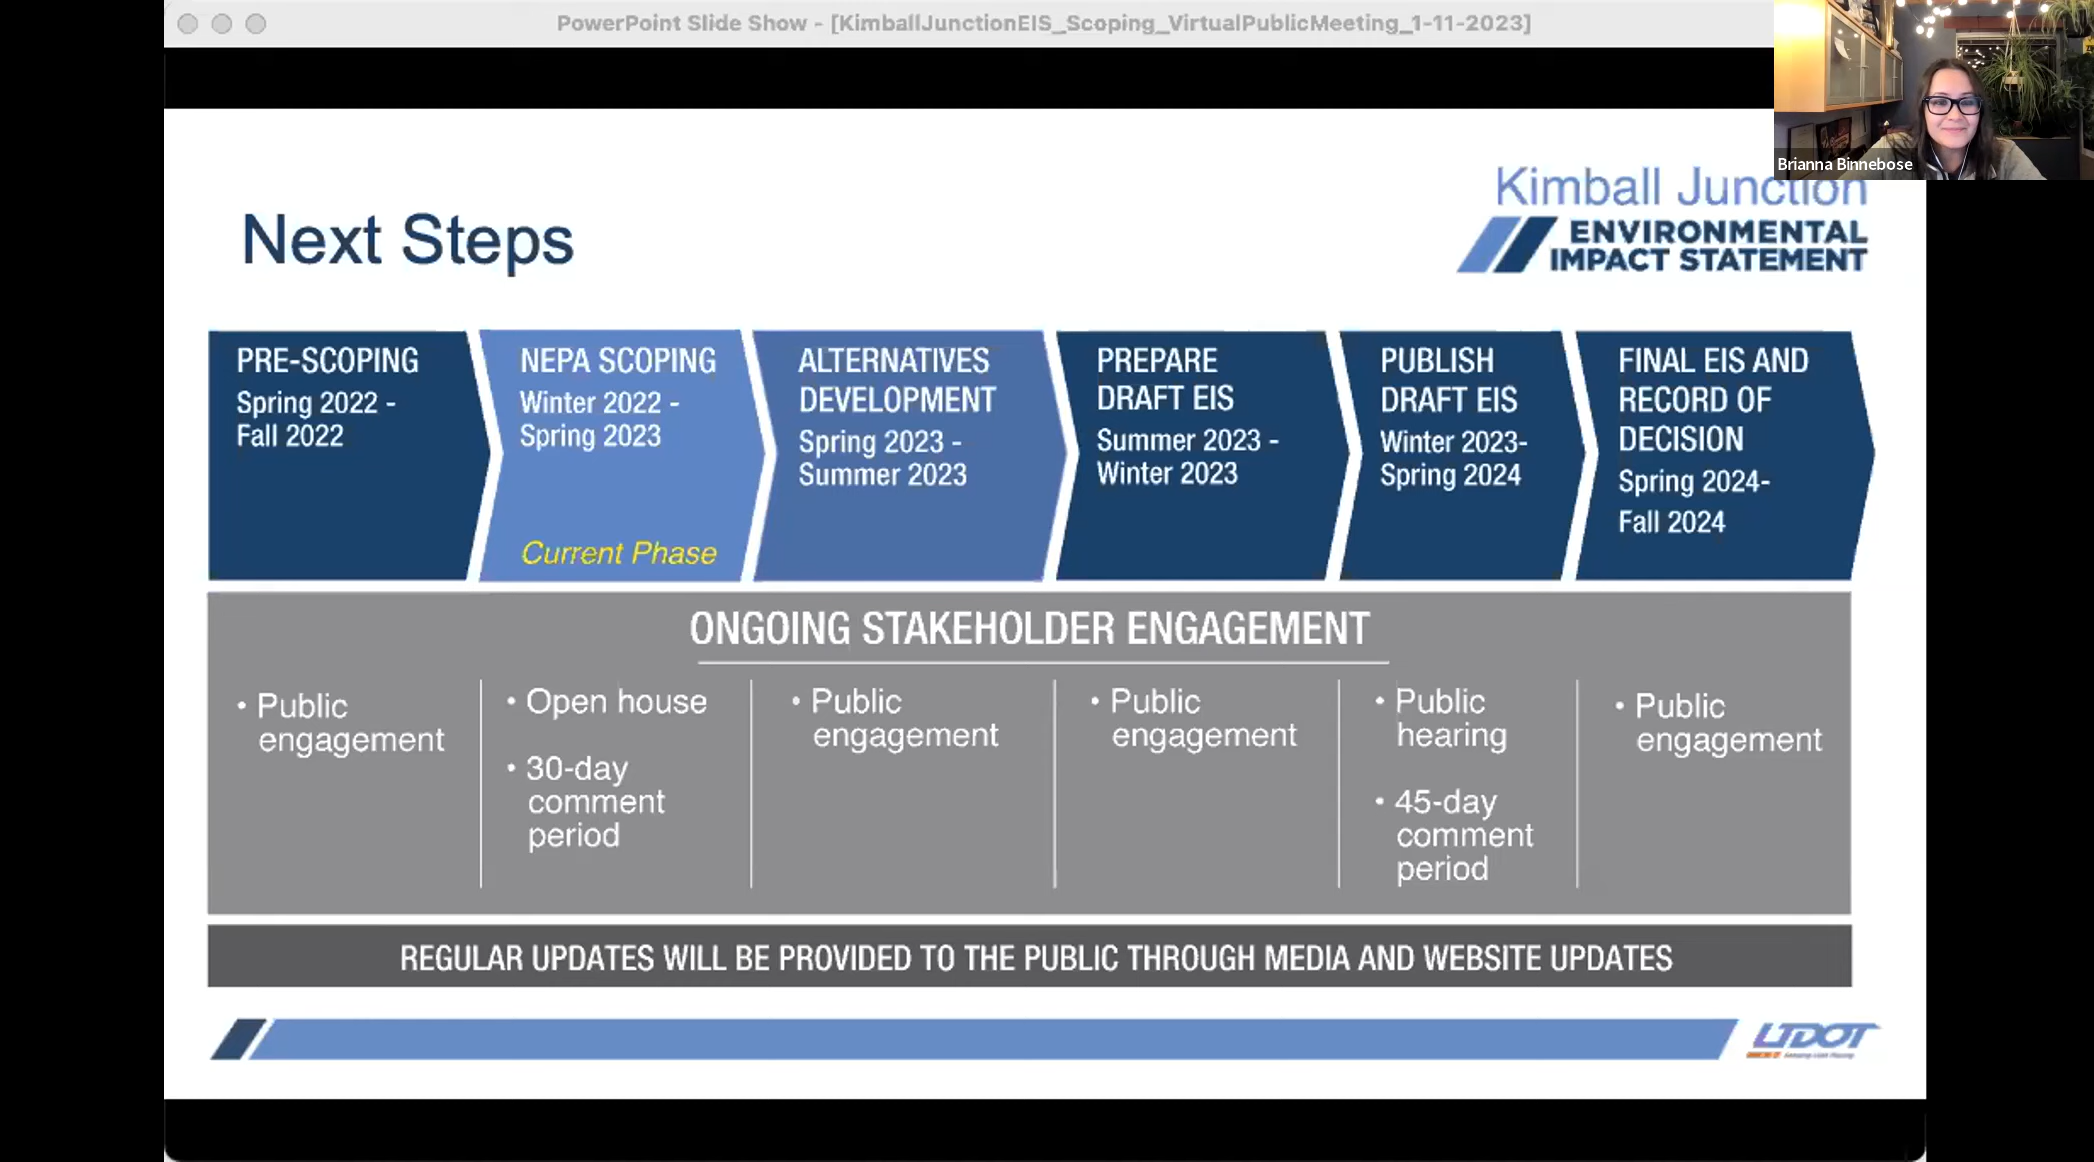 PowerPoint Slide Show - [KimballJunctionEIS_Scoping_VirtualPublicMeeting_1-11-2023]
Brianna Binnebose
Kimball Junction
ENVIRONMENTAL
IMPACT STATEMENT
Next Steps
PRE-SCOPING
Spring 2022 -
Fall 2022
NEPA SCOPING
Winter 2022 -
Spring 2023
Current Phase
ALTERNATIVES
DEVELOPMENT
Spring 2023 -
Summer 2023
PREPARE
DRAFT EIS
Summer 2023 -
Winter 2023
PUBLISH
DRAFT EIS
Winter 2023-
Spring 2024
FINAL EIS AND
RECORD OF
DECISION
Spring 2024-
Fall 2024
ONGOING STAKEHOLDER ENGAGEMENT
• Public
engagement
• Open house
• 30-day
comment
period
• Public
engagement
• Public
engagement
• Public
hearing
• 45-day
comment
period
• Public
engagement
REGULAR UPDATES WILL BE PROVIDED TO THE PUBLIC THROUGH MEDIA AND WEBSITE UPDATES
UDOT